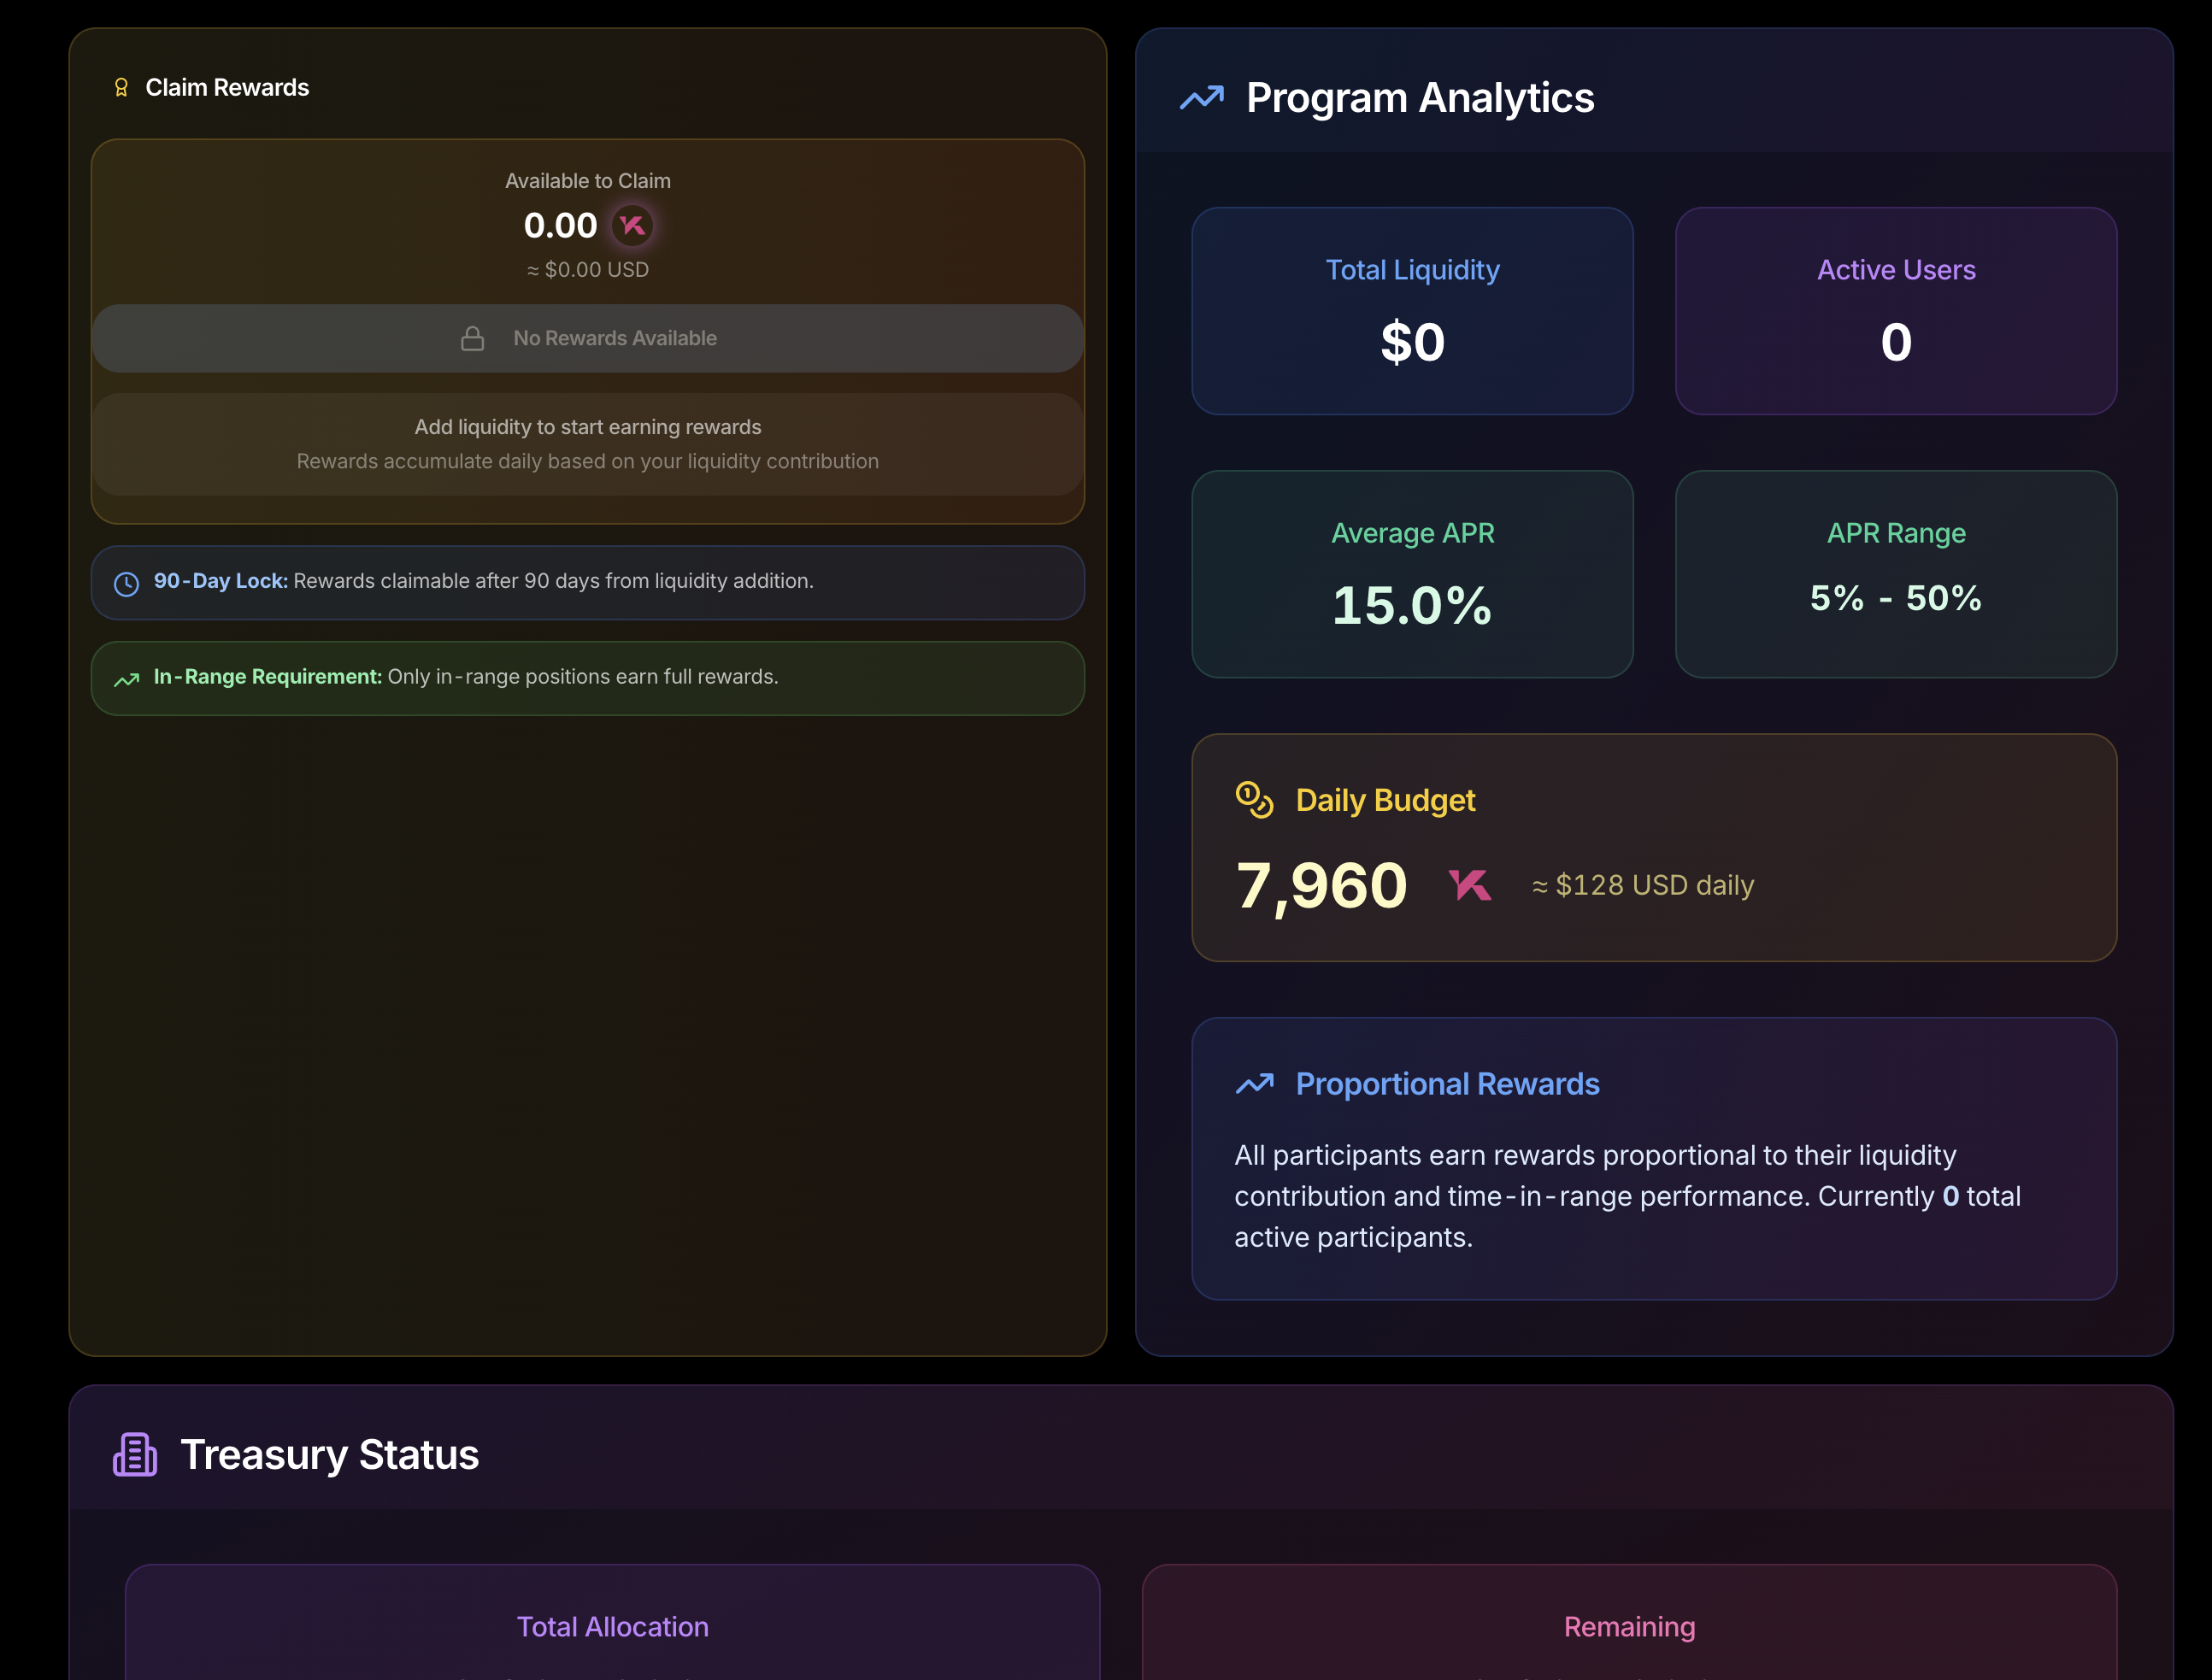 Claim Rewards
Available to Claim
0.00
≈ $0.00 USD
No Rewards Available
Add liquidity to start earning rewards
Rewards accumulate daily based on your liquidity contribution
90-Day Lock: Rewards claimable after 90 days from liquidity addition.
In-Range Requirement: Only in-range positions earn full rewards.
Program Analytics
Total Liquidity
$0
Active Users
0
Average APR
15.0%
APR Range
5% - 50%
Daily Budget
7,960
≈ $128 USD daily
Proportional Rewards
All participants earn rewards proportional to their liquidity
contribution and time-in-range performance. Currently 0 total
active participants.
Treasury Status
Total Allocation
Remaining